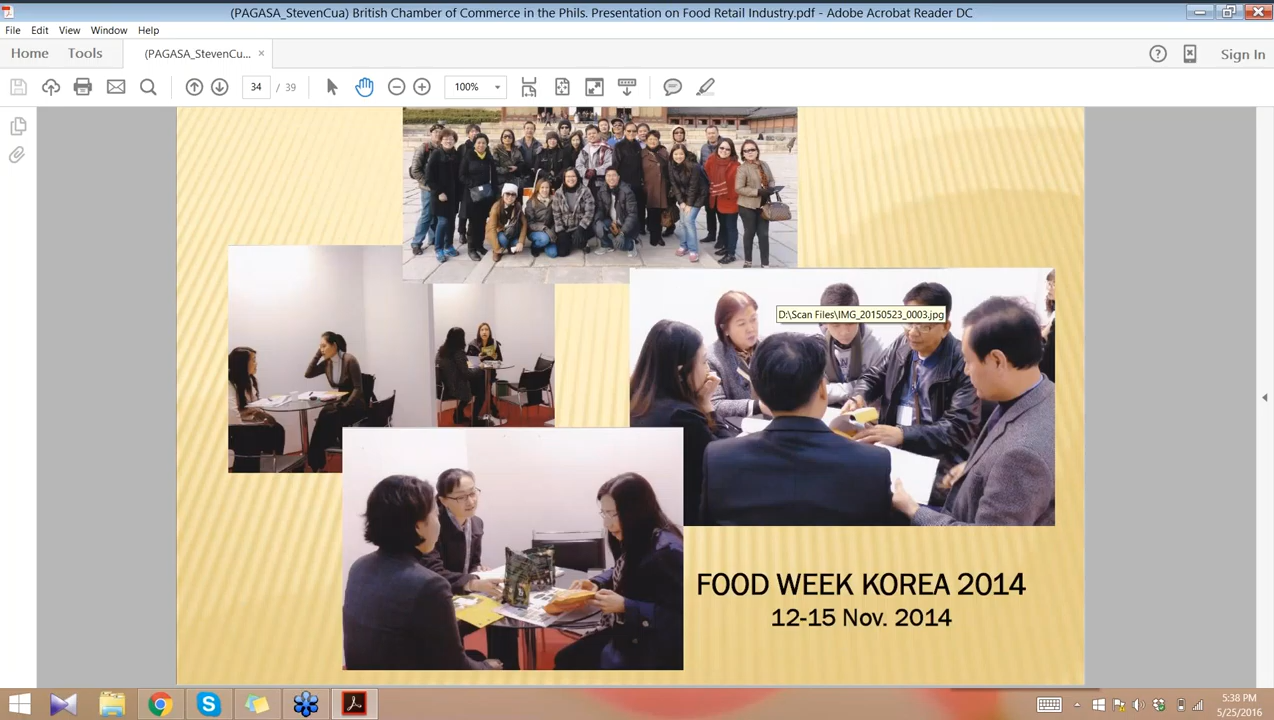 (PAGASA_StevenCua) British Chamber of Commerce in the Phils. Presentation on Food Retail Industry.pdf - Adobe Acrobat Reader DC
File Edit View Window Help
Home Tools (PAGASA_StevenCu... × Sign In
34 / 39 100%
D:\Scan Files\IMG_20150523_0003.jpg
FOOD WEEK KOREA 2014
12-15 Nov. 2014
5:38 PM
5/25/2016